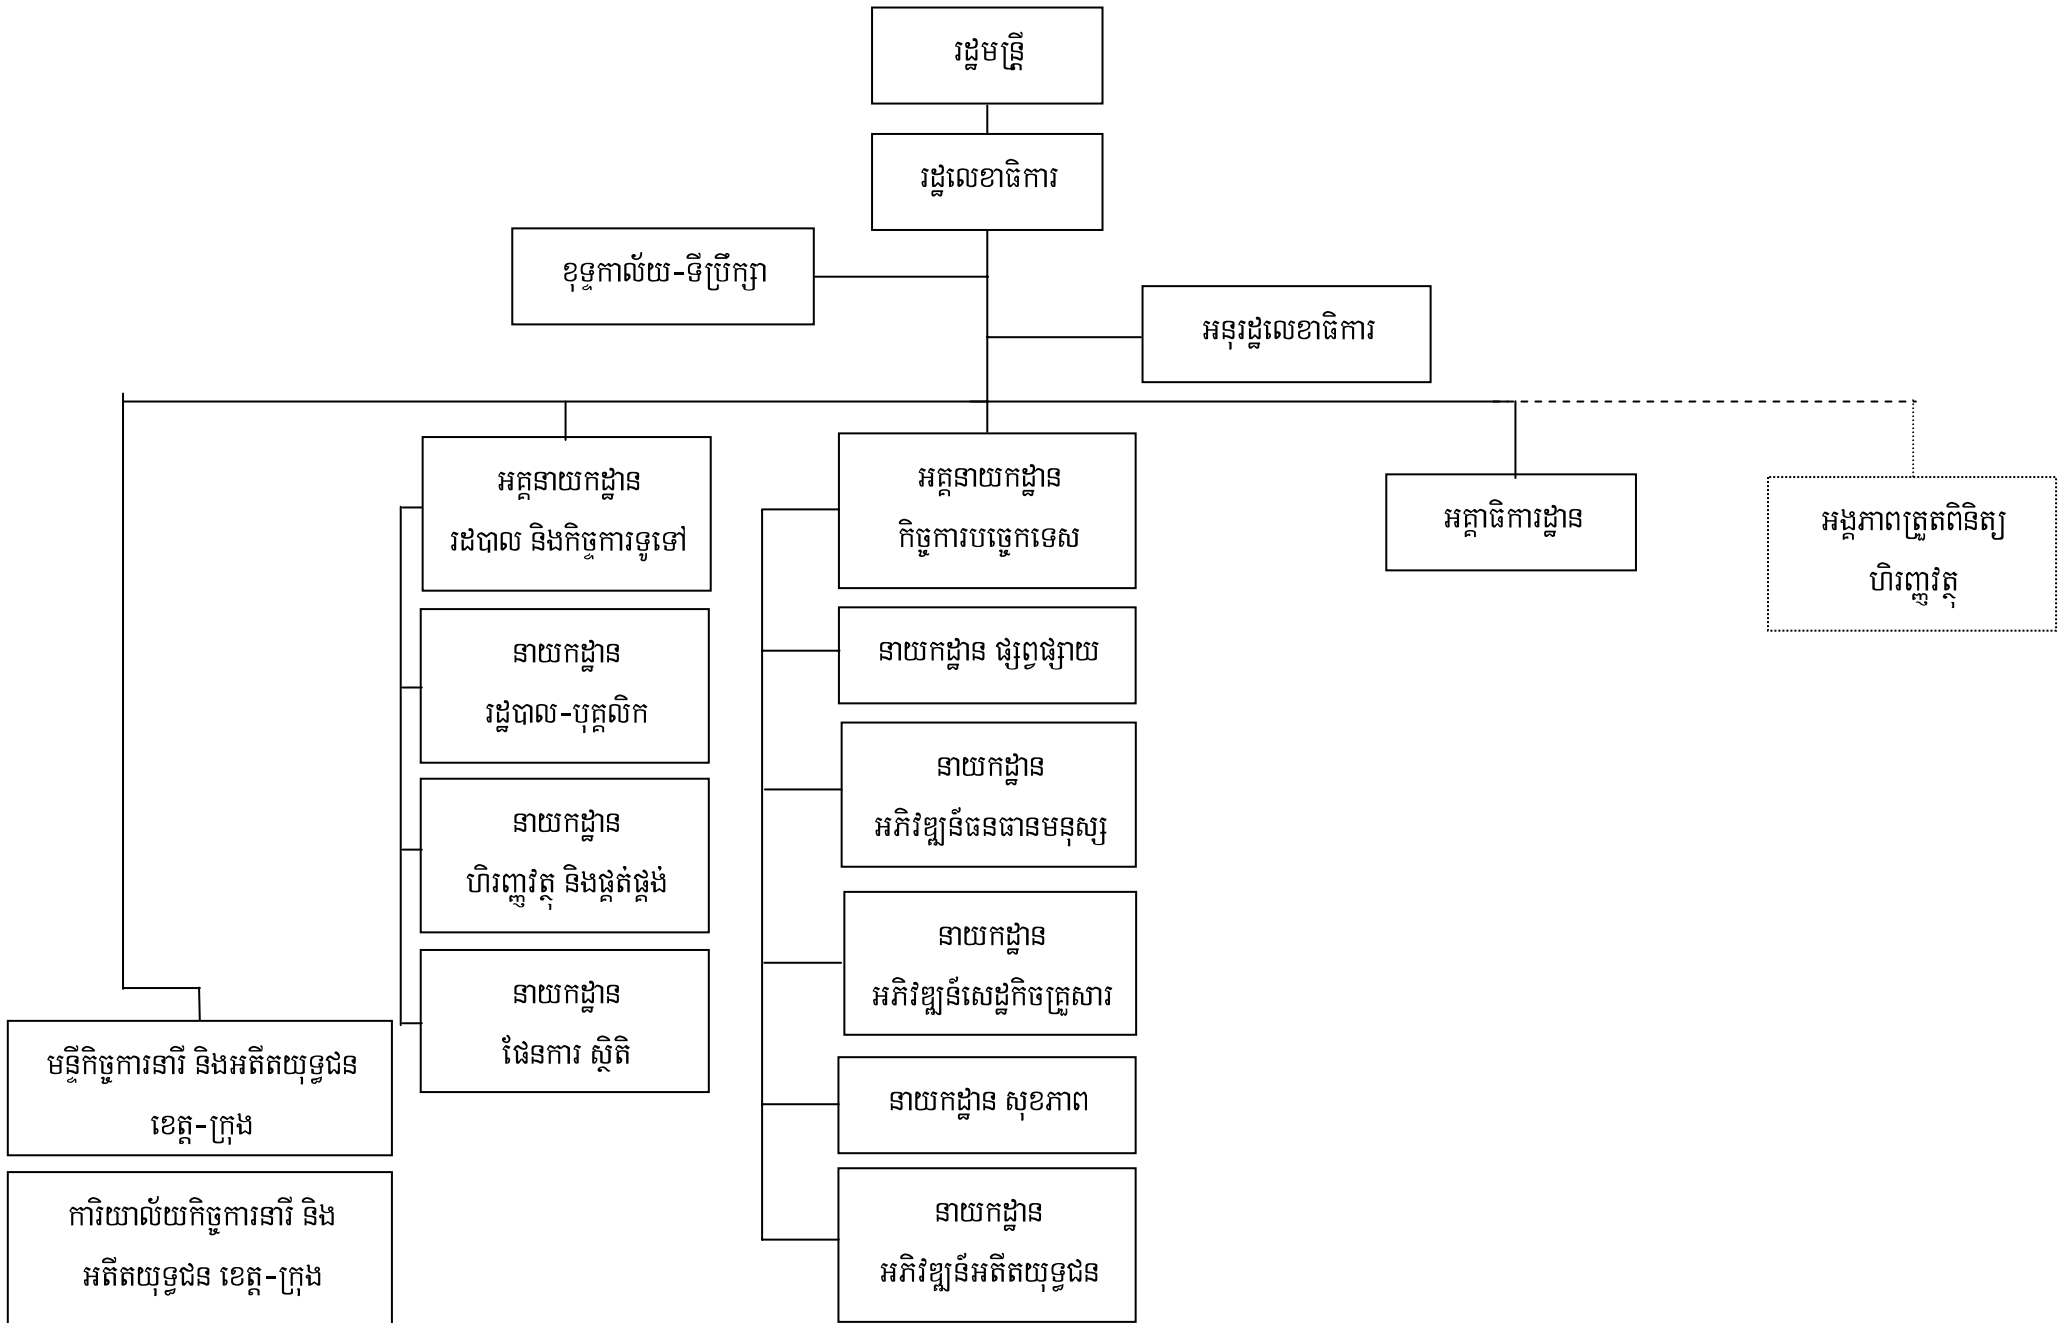 រដ្ឋមន្ត្រី
រដ្ឋលេខាធិការ
ខុទ្ទកាល័យ-ទីប្រឹក្សា
អនុរដ្ឋលេខាធិការ
អគ្គនាយកដ្ឋាន
រដបាល និងកិច្ចការទូទៅ
នាយកដ្ឋាន
រដ្ឋបាល-បុគ្គលិក
នាយកដ្ឋាន
ហិរញ្ញវត្ថុ និងផ្គត់ផ្គង់
នាយកដ្ឋាន
ផែនការ ស្ថិតិ
អគ្គនាយកដ្ឋាន
កិច្ចការបច្ចេកទេស
នាយកដ្ឋាន ផ្សព្វផ្សាយ
នាយកដ្ឋាន
អភិវឌ្ឍន៍ធនធានមនុស្ស
នាយកដ្ឋាន
អភិវឌ្ឍន៍សេដ្ឋកិចគ្រួសារ
នាយកដ្ឋាន សុខភាព
នាយកដ្ឋាន
អភិវឌ្ឍន៍អតីតយុទ្ធជន
អគ្គាធិការដ្ឋាន
អង្គភាពត្រួតពិនិត្យ
ហិរញ្ញវត្ថុ
មន្ទីកិច្ចការនារី និងអតីតយុទ្ធជន
ខេត្ត-ក្រុង
ការិយាល័យកិច្ចការនារី និង
អតីតយុទ្ធជន ខេត្ត-ក្រុង